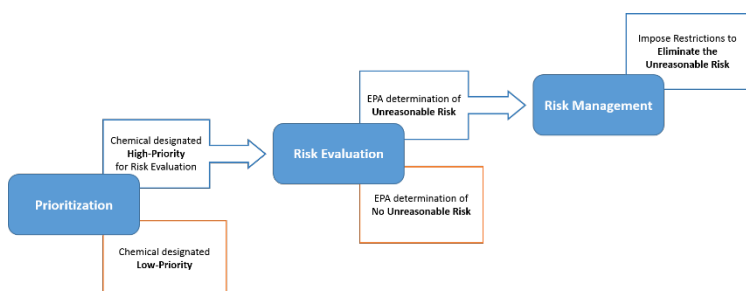 Impose Restrictions to
Eliminate the
Unreasonable Risk
Risk Management
EPA determination of
Unreasonable Risk
Risk Evaluation
EPA determination of
No Unreasonable Risk
Chemical designated
High-Priority
for Risk Evaluation
Prioritization
Chemical designated
Low-Priority